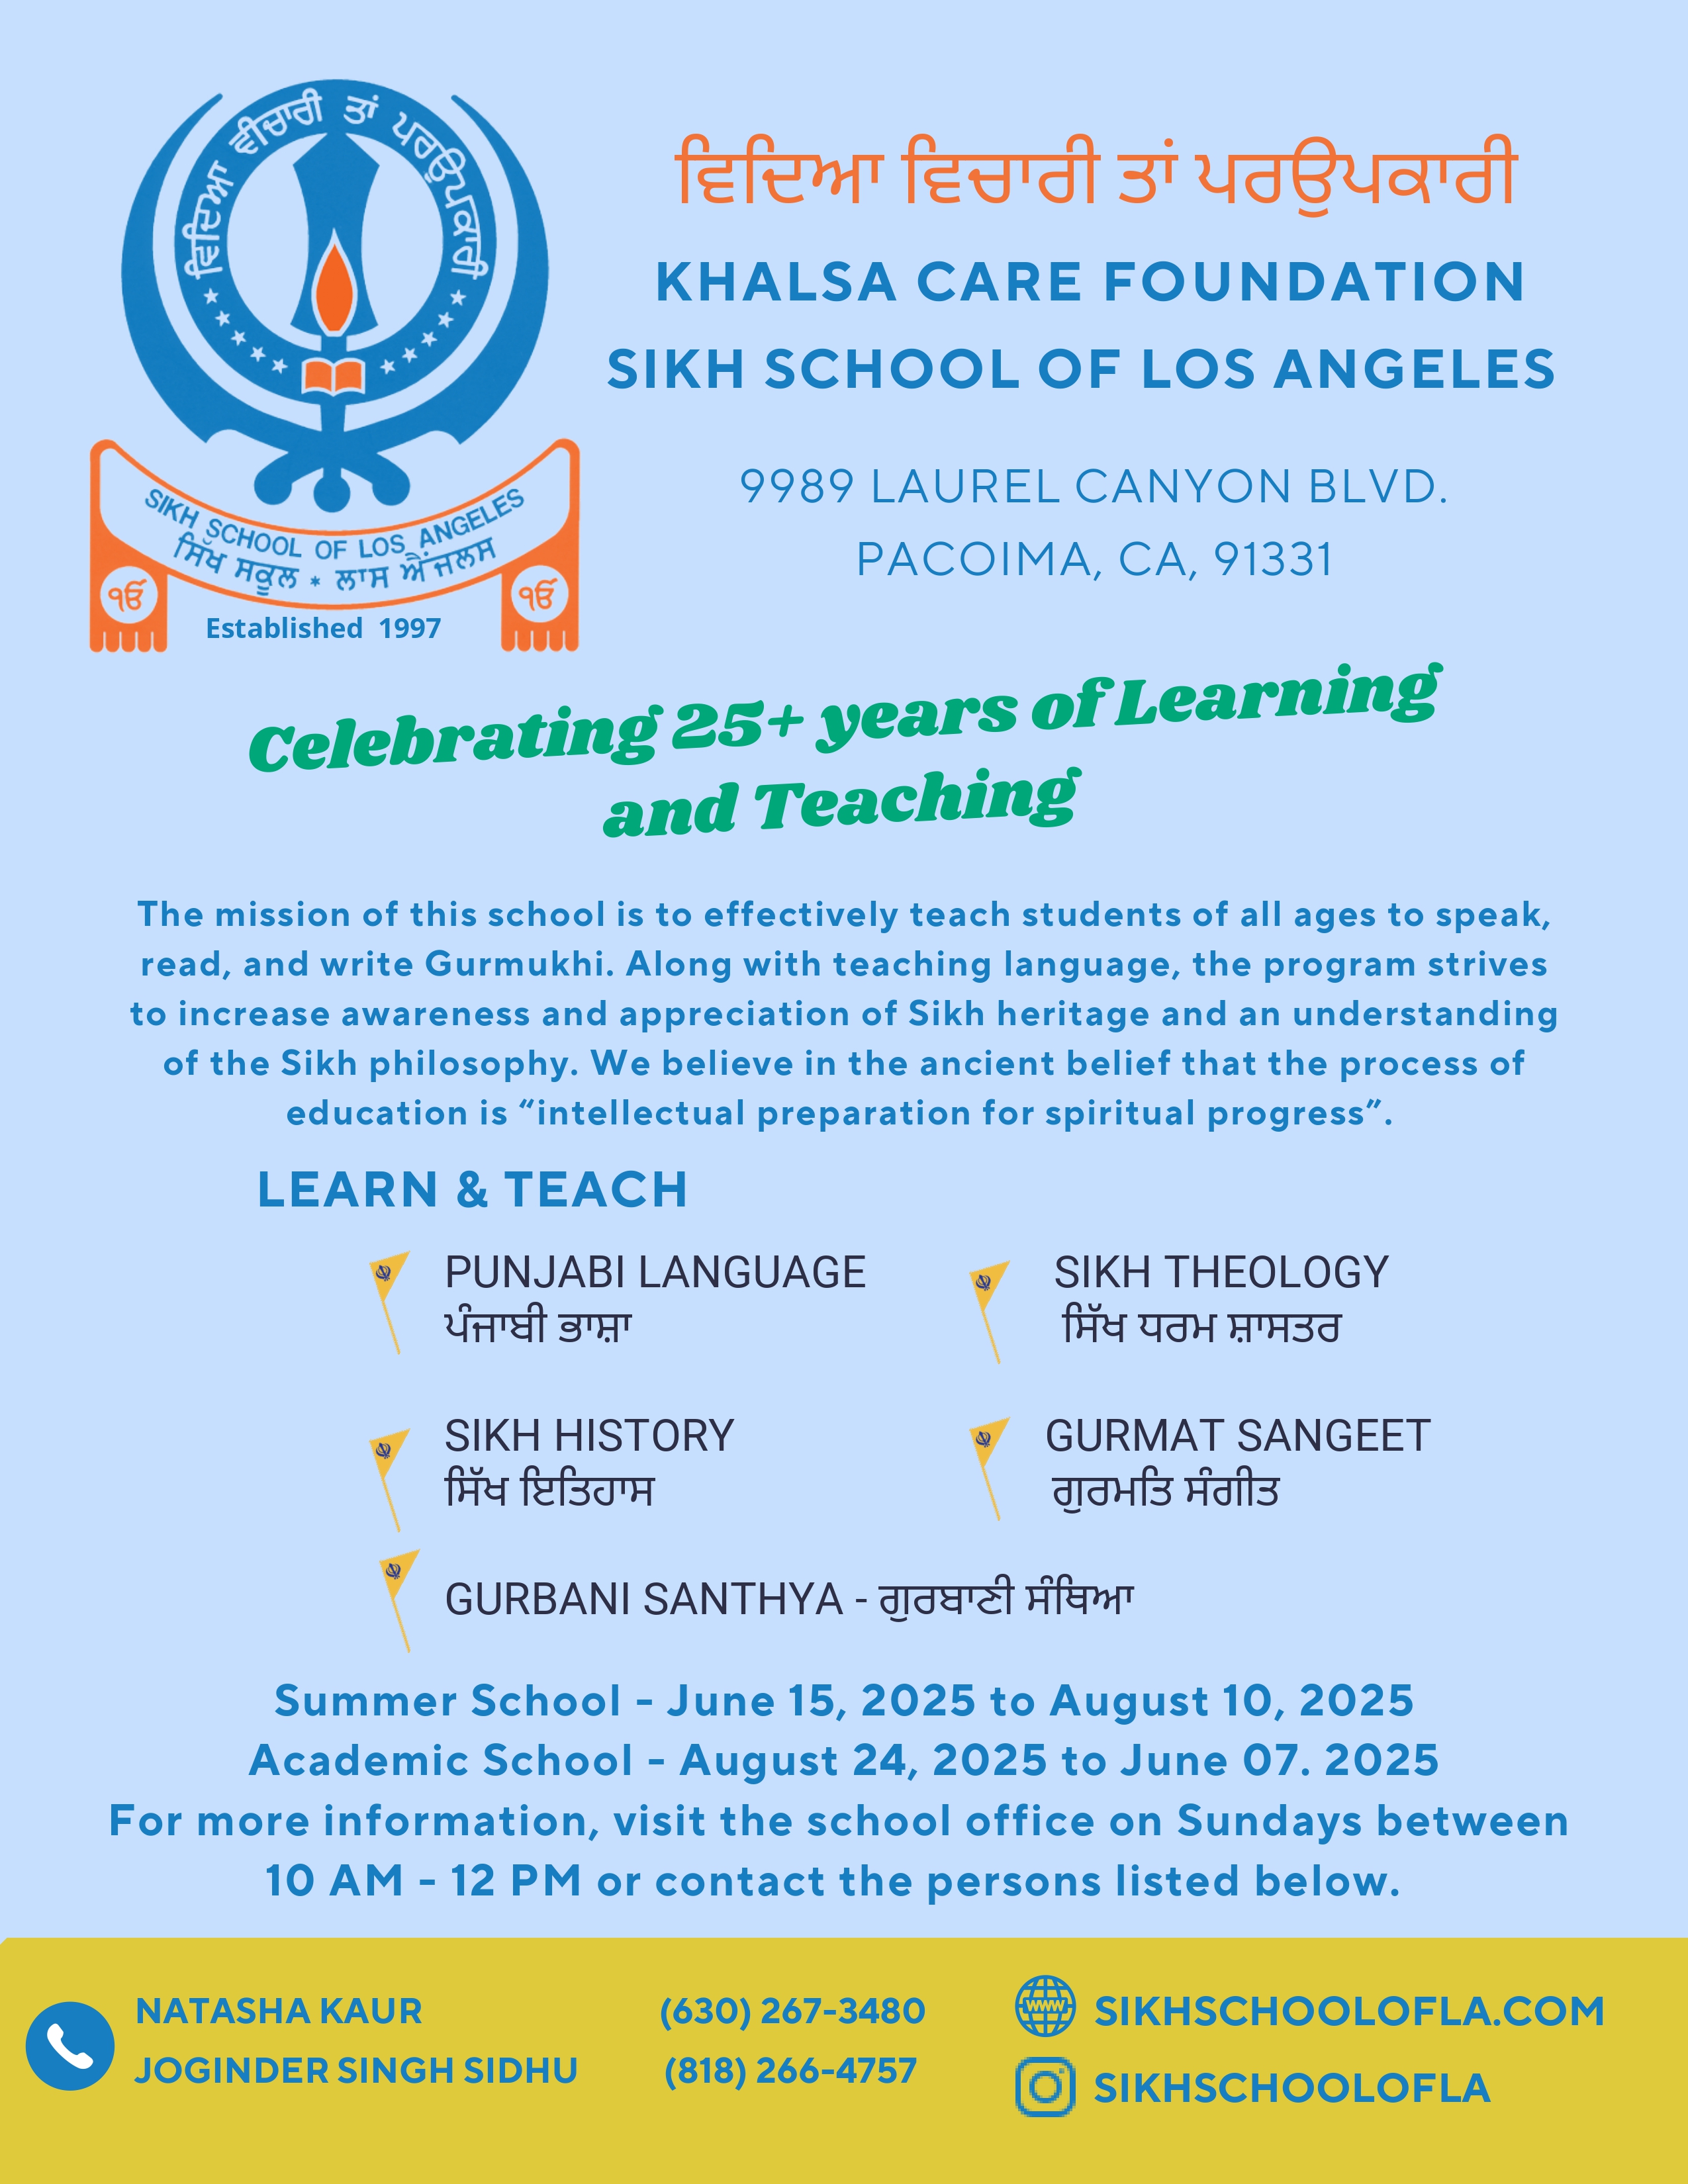 ਵਿਦਿਆ ਵੀਚਾਰੀ ਤਾਂ ਪਰਉਪਕਾਰੀ
SIKH SCHOOL OF LOS ANGELES
ਸਿੱਖ ਸਕੂਲ * ਲਾਸ ਐਂਜਲਸ
ੴ ੴ
Established 1997
ਵਿਦਿਆ ਵਿਚਾਰੀ ਤਾਂ ਪਰਉਪਕਾਰੀ
KHALSA CARE FOUNDATION
SIKH SCHOOL OF LOS ANGELES
9989 LAUREL CANYON BLVD.
PACOIMA, CA, 91331
Celebrating 25+ years of Learning
and Teaching
The mission of this school is to effectively teach students of all ages to speak,
read, and write Gurmukhi. Along with teaching language, the program strives
to increase awareness and appreciation of Sikh heritage and an understanding
of the Sikh philosophy. We believe in the ancient belief that the process of
education is “intellectual preparation for spiritual progress”.
LEARN & TEACH
PUNJABI LANGUAGE
ਪੰਜਾਬੀ ਭਾਸ਼ਾ
SIKH THEOLOGY
ਸਿੱਖ ਧਰਮ ਸ਼ਾਸਤਰ
SIKH HISTORY
ਸਿੱਖ ਇਤਿਹਾਸ
GURMAT SANGEET
ਗੁਰਮਤਿ ਸੰਗੀਤ
GURBANI SANTHYA - ਗੁਰਬਾਣੀ ਸੰਥਿਆ
Summer School - June 15, 2025 to August 10, 2025
Academic School - August 24, 2025 to June 07. 2025
For more information, visit the school office on Sundays between
10 AM - 12 PM or contact the persons listed below.
NATASHA KAUR (630) 267-3480
JOGINDER SINGH SIDHU (818) 266-4757
WWW SIKHSCHOOLOFLA.COM
SIKHSCHOOLOFLA